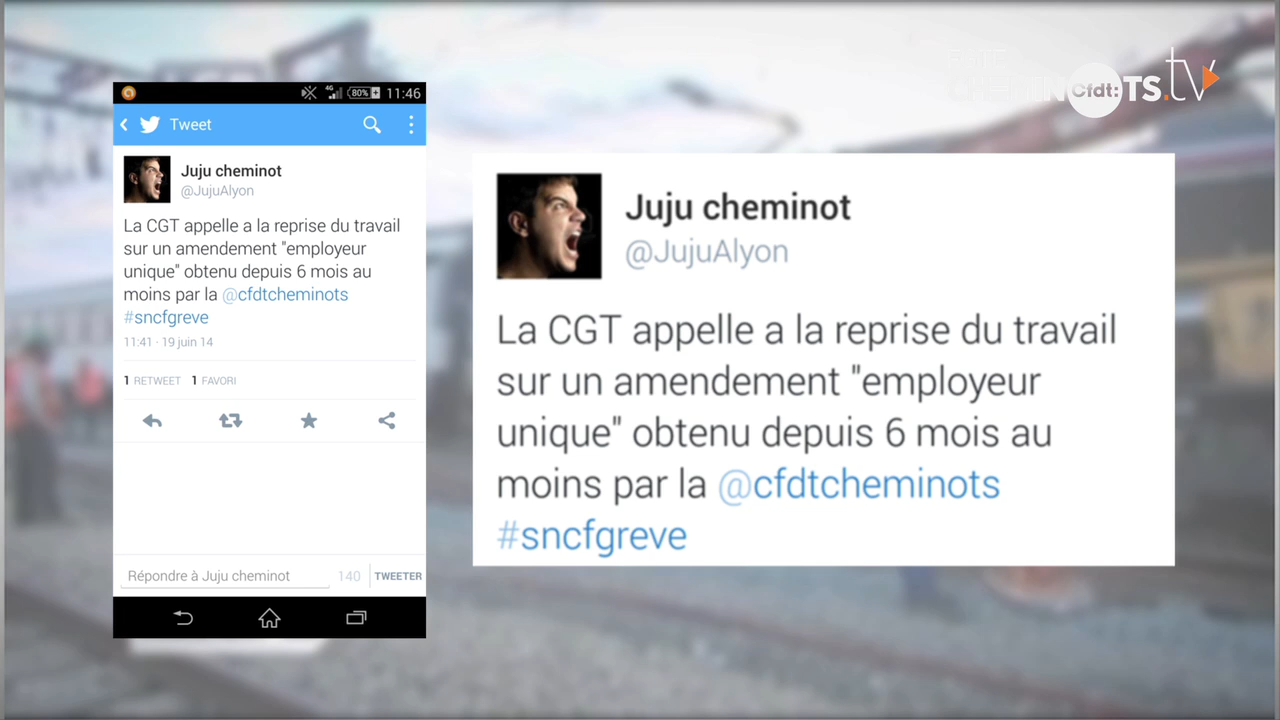 80%
11:46
Tweet
Juju cheminot
@JujuAlyon
La CGT appelle a la reprise du travail
sur un amendement "employeur
unique" obtenu depuis 6 mois au
moins par la @cfdtcheminots
#sncfgreve
11:41 - 19 juin 14
1 RETWEET 1 FAVORI
Répondre à Juju cheminot 140 TWEETER
Juju cheminot
@JujuAlyon
La CGT appelle a la reprise du travail
sur un amendement "employeur
unique" obtenu depuis 6 mois au
moins par la @cfdtcheminots
#sncfgreve
Cfdt:
TS.tv